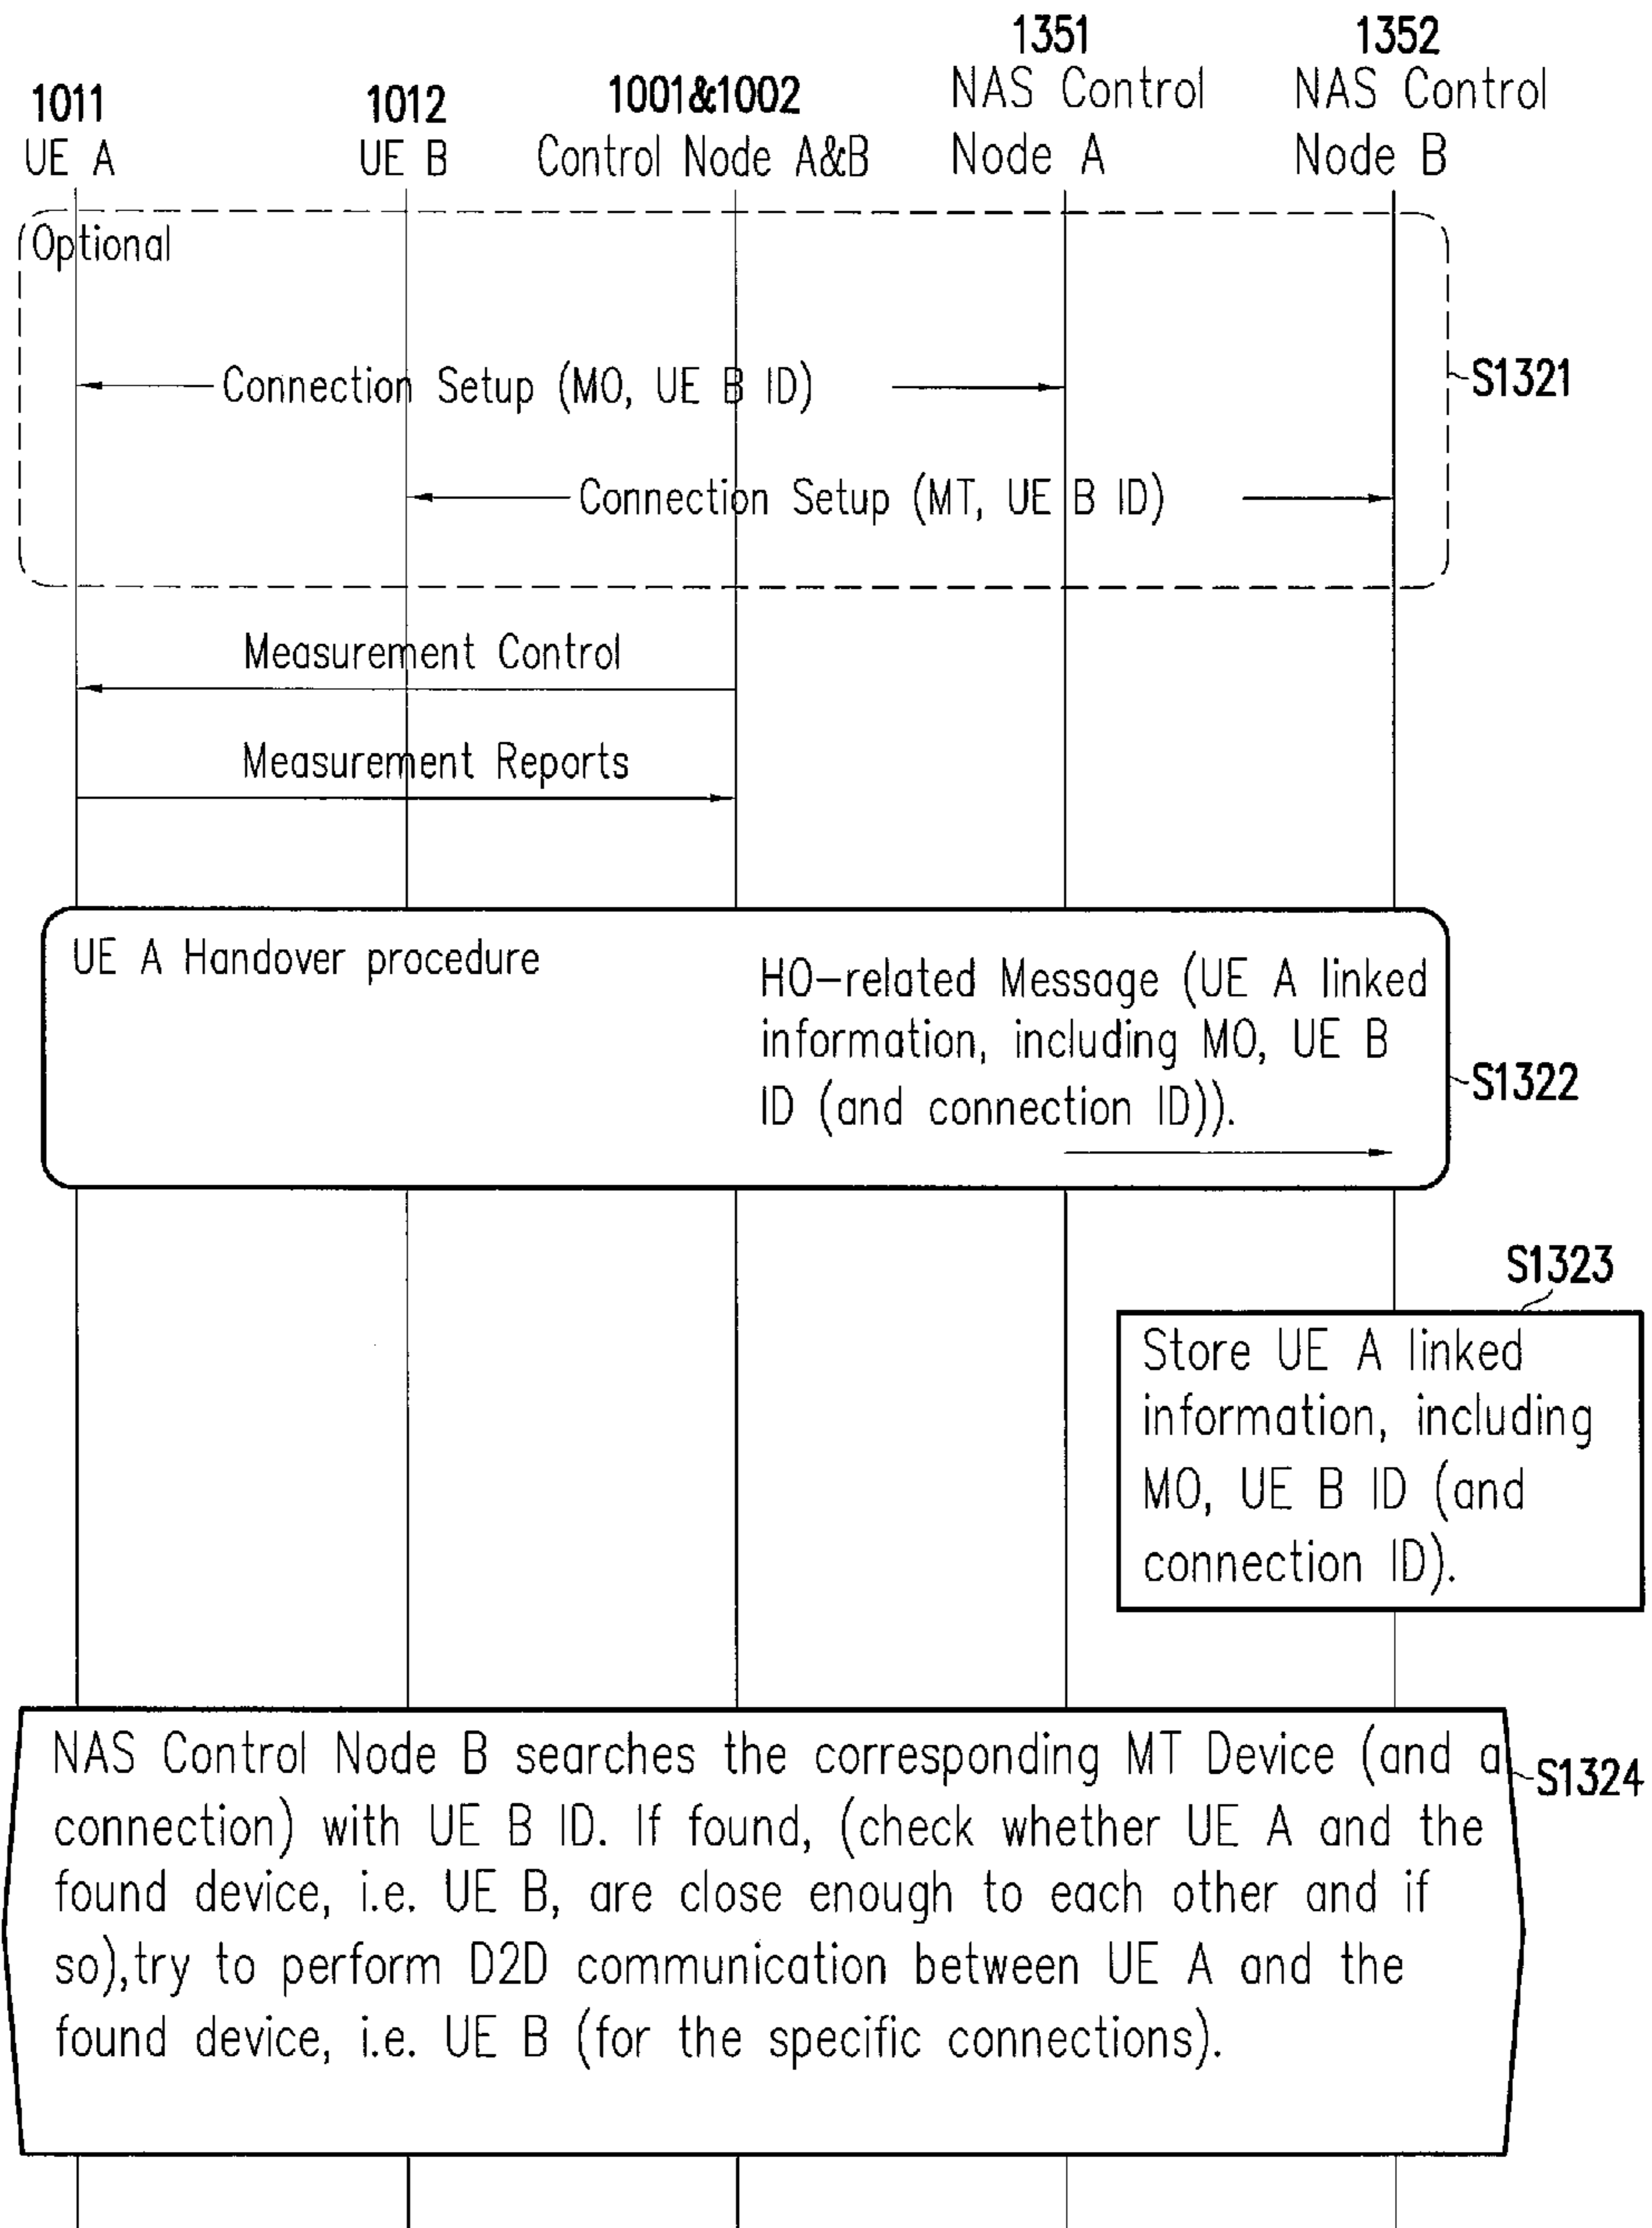 1011
UE A
1012
UE B
1001&1002
Control Node A&B
1351
NAS Control
Node A
1352
NAS Control
Node B
Optional
Connection Setup (MO, UE B ID)
S1321
Connection Setup (MT, UE B ID)
Measurement Control
Measurement Reports
UE A Handover procedure
HO-related Message (UE A linked
information, including MO, UE B
ID (and connection ID)).
S1322
S1323
Store UE A linked
information, including
MO, UE B ID (and
connection ID).
NAS Control Node B searches the corresponding MT Device (and a
connection) with UE B ID. If found, (check whether UE A and the
found device, i.e. UE B, are close enough to each other and if
so),try to perform D2D communication between UE A and the
found device, i.e. UE B (for the specific connections).
S1324